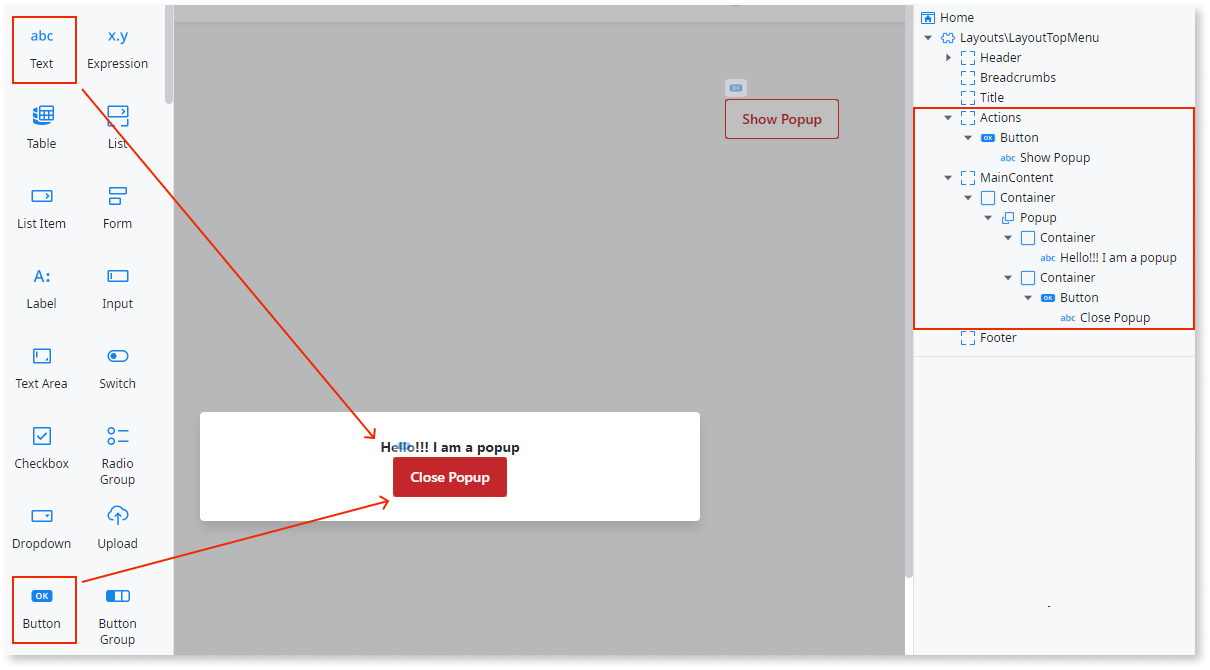 abc
Text
x.y
Expression
Table
List
List Item
Form
A:
Label
Input
Text Area
Switch
Checkbox
Radio
Group
Dropdown
Upload
OK
Button
Button
Group
OK
Show Popup
Hello!!! I am a popup
Close Popup
Home
Layouts\LayoutTopMenu
Header
Breadcrumbs
Title
Actions
OK Button
abc Show Popup
MainContent
Container
Popup
Container
abc Hello!!! I am a popup
Container
OK Button
abc Close Popup
Footer